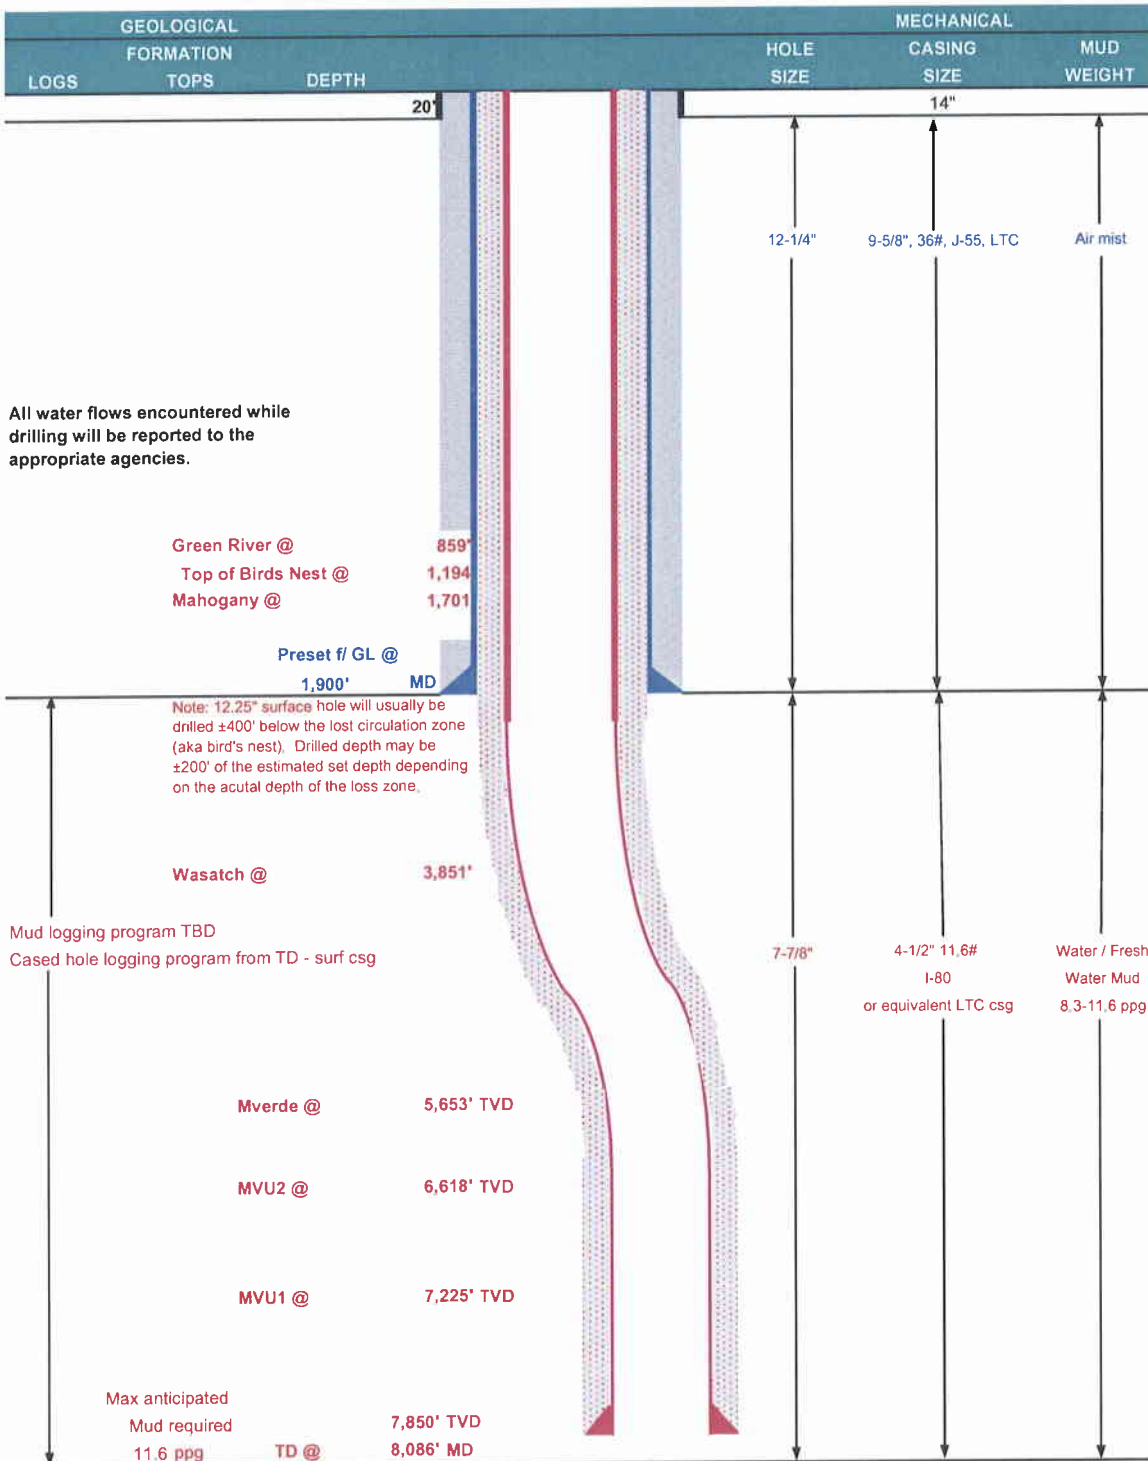 GEOLOGICAL MECHANICAL
FORMATION HOLE CASING MUD
LOGS TOPS DEPTH SIZE SIZE WEIGHT
20' 14"
12-1/4" 9-5/8", 36#, J-55, LTC Air mist
All water flows encountered while
drilling will be reported to the
appropriate agencies.
Green River @ 859'
Top of Birds Nest @ 1,194
Mahogany @ 1,701
Preset f/ GL @
1,900' MD
Note: 12.25" surface hole will usually be
drilled ±400' below the lost circulation zone
(aka bird's nest). Drilled depth may be
±200' of the estimated set depth depending
on the acutal depth of the loss zone.
Wasatch @ 3,851'
Mud logging program TBD
Cased hole logging program from TD - surf csg
7-7/8" 4-1/2" 11.6# Water / Fresh
I-80 Water Mud
or equivalent LTC csg 8.3-11.6 ppg
Mverde @ 5,653' TVD
MVU2 @ 6,618' TVD
MVU1 @ 7,225' TVD
Max anticipated
Mud required 7,850' TVD
11.6 ppg TD @ 8,086' MD